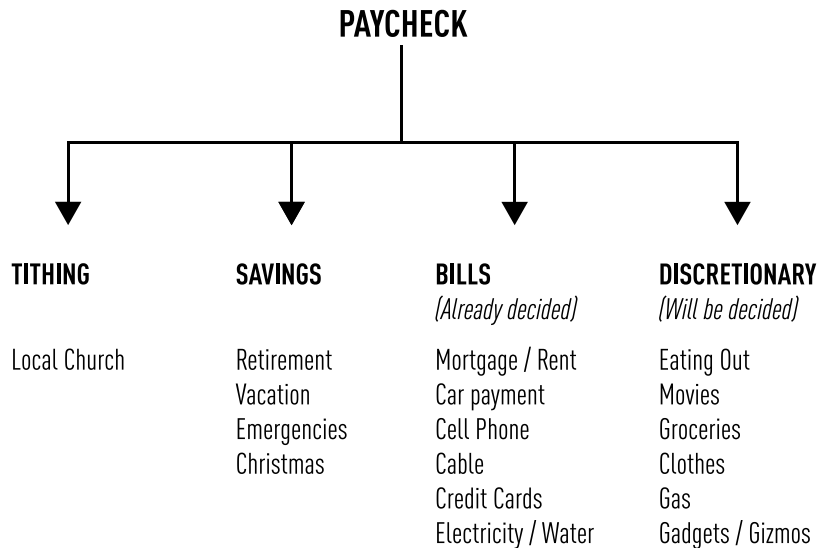 PAYCHECK
TITHING
Local Church
SAVINGS
Retirement
Vacation
Emergencies
Christmas
BILLS
(Already decided)
Mortgage / Rent
Car payment
Cell Phone
Cable
Credit Cards
Electricity / Water
DISCRETIONARY
(Will be decided)
Eating Out
Movies
Groceries
Clothes
Gas
Gadgets / Gizmos